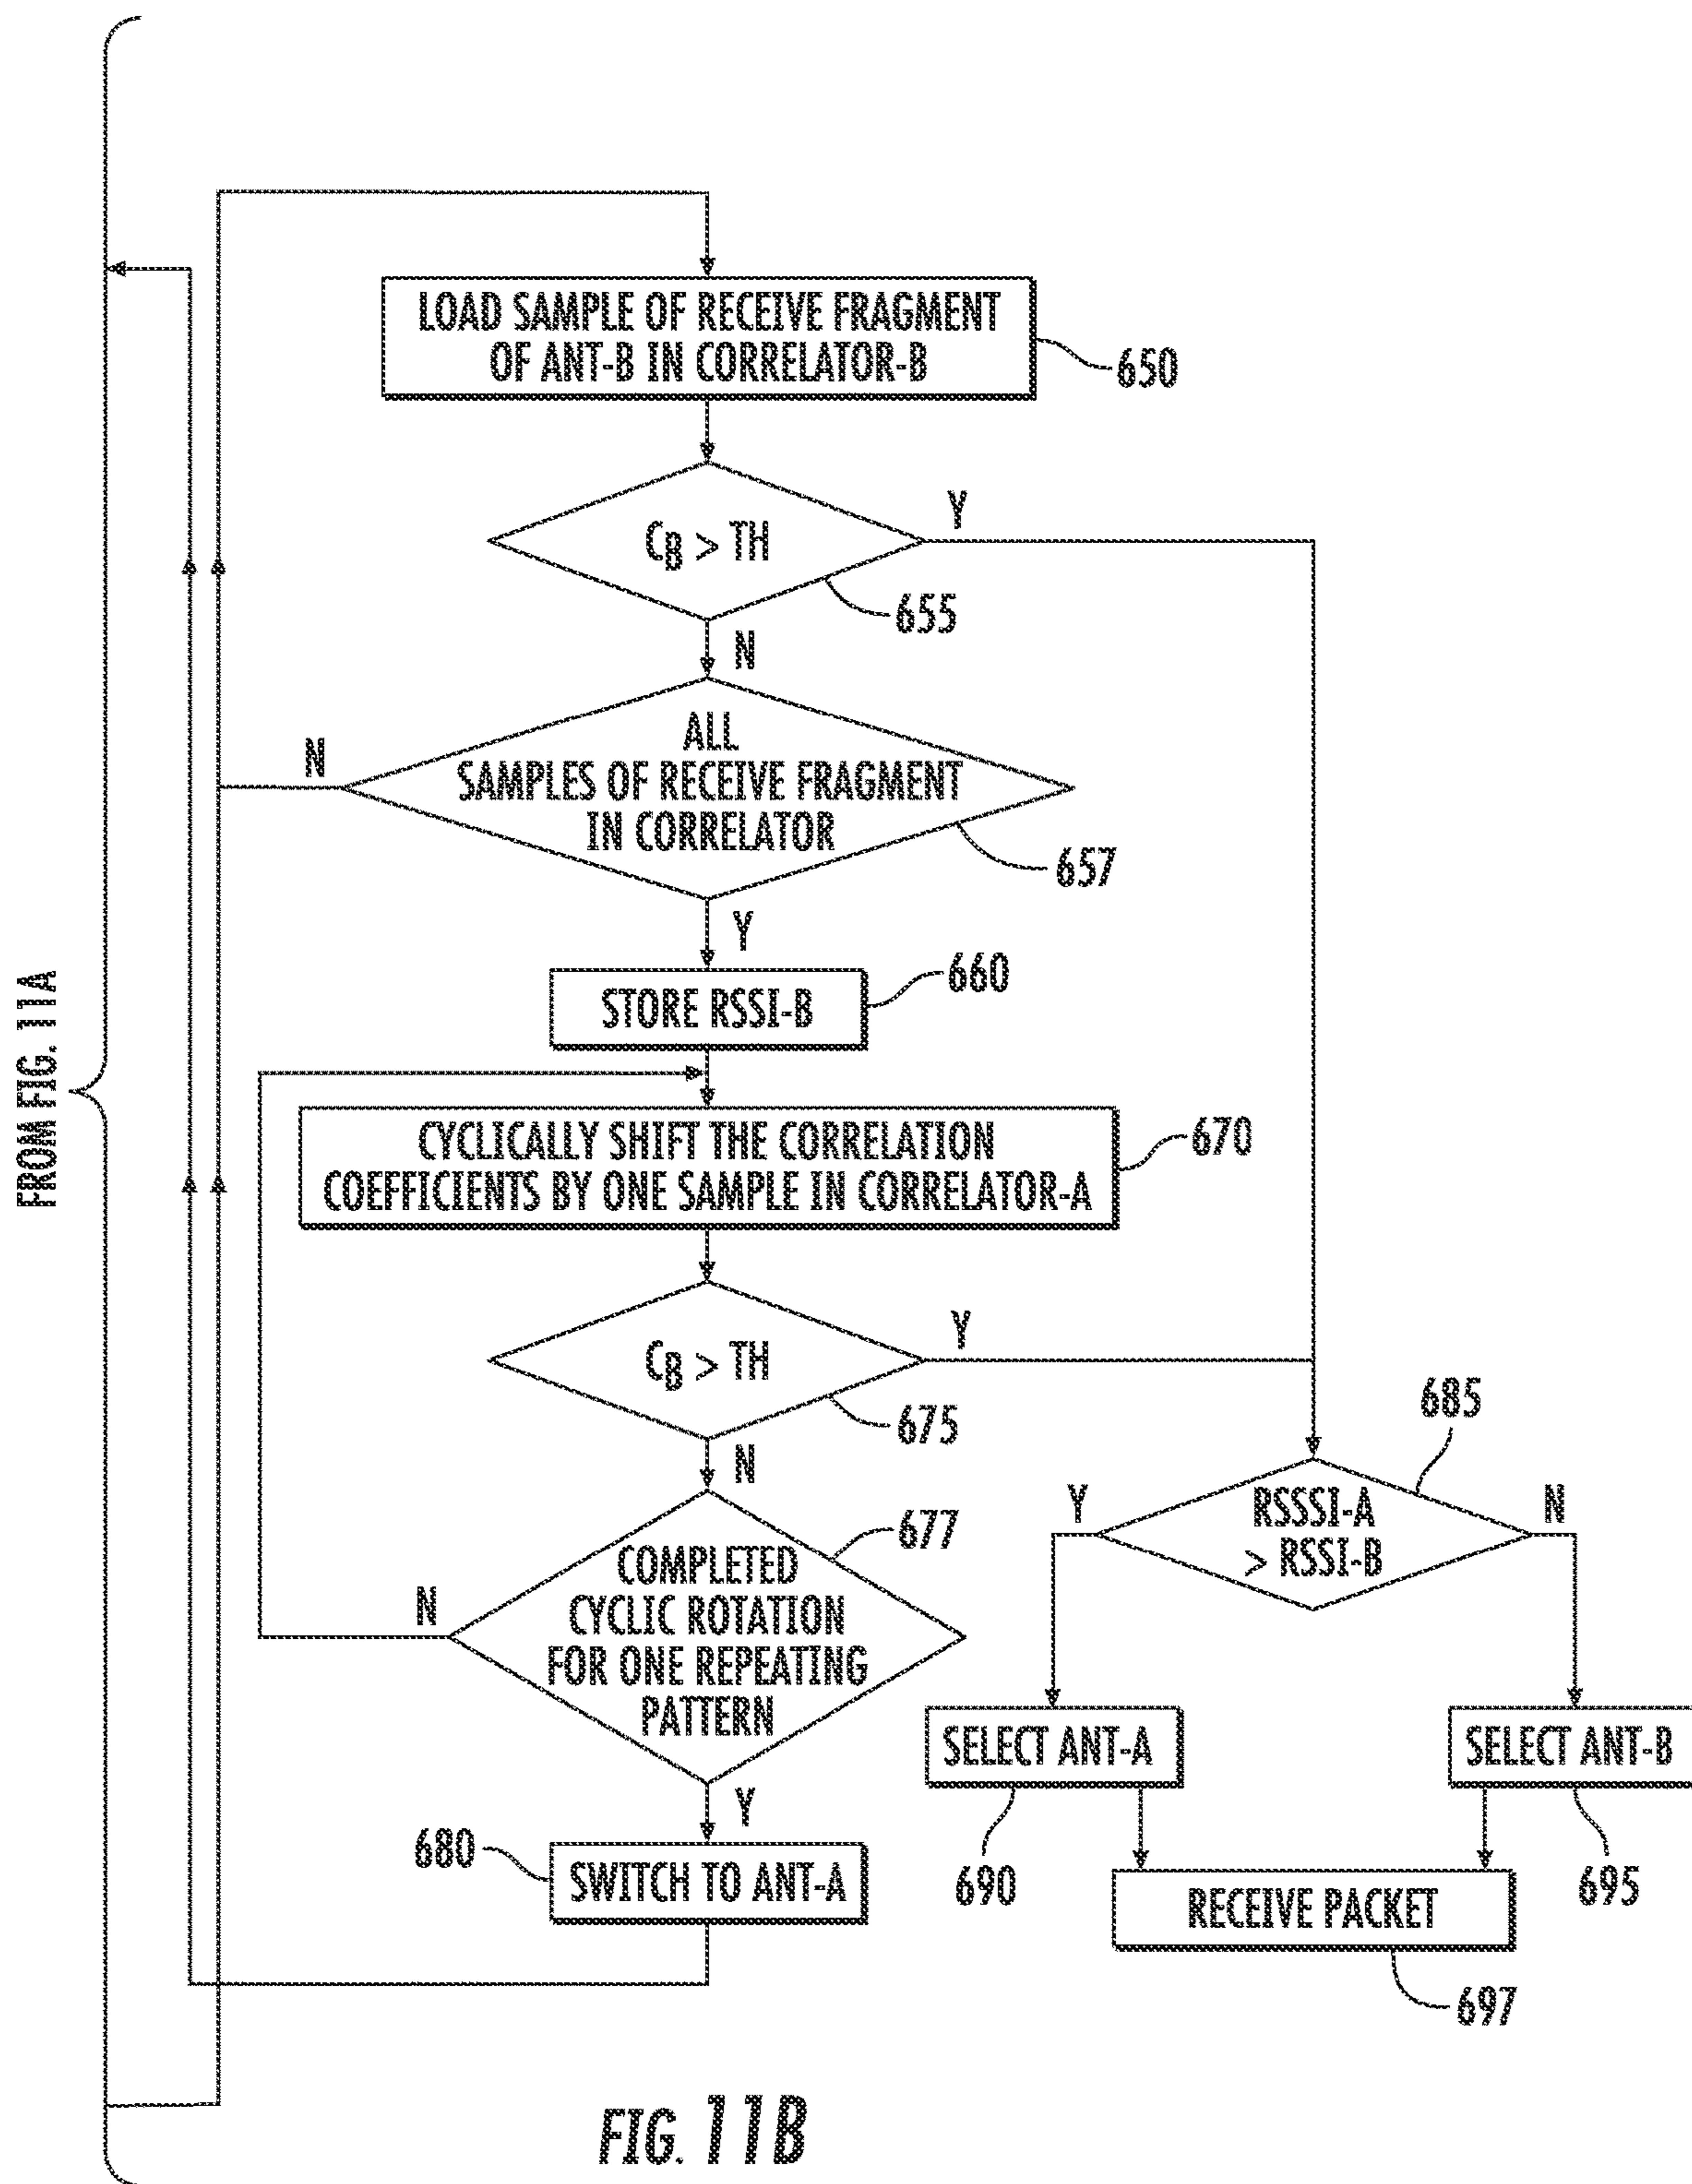 FROM FIG. 11A
LOAD SAMPLE OF RECEIVE FRAGMENT
OF ANT-B IN CORRELATOR-B
650
CB > TH
Y
655
N
ALL
SAMPLES OF RECEIVE FRAGMENT
IN CORRELATOR
N
657
Y
STORE RSSI-B
660
CYCLICALLY SHIFT THE CORRELATION
COEFFICIENTS BY ONE SAMPLE IN CORRELATOR-A
670
CB > TH
Y
675
N
COMPLETED
CYCLIC ROTATION
FOR ONE REPEATING
PATTERN
677
N
Y
680
SWITCH TO ANT-A
685
RSSSI-A
> RSSI-B
Y
N
SELECT ANT-A
690
SELECT ANT-B
695
RECEIVE PACKET
697
FIG. 11B